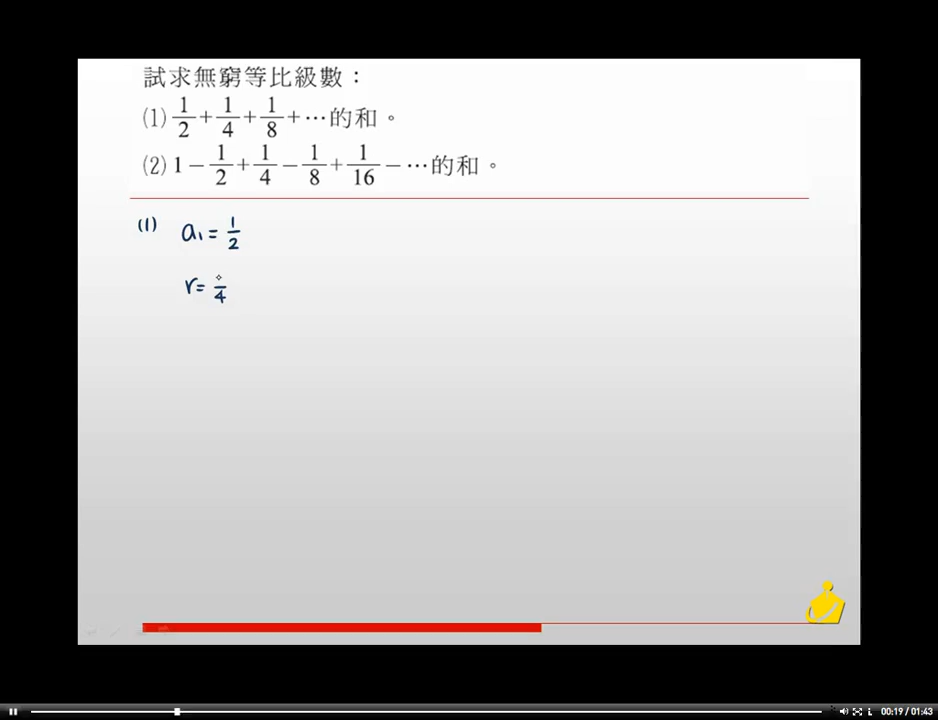 試求無窮等比級數：
(1) 1/2 + 1/4 + 1/8 + ⋯的和。
(2) 1 − 1/2 + 1/4 − 1/8 + 1/16 − ⋯的和。
(1) a₁ = 1/2
r = /4
00:19 / 01:43